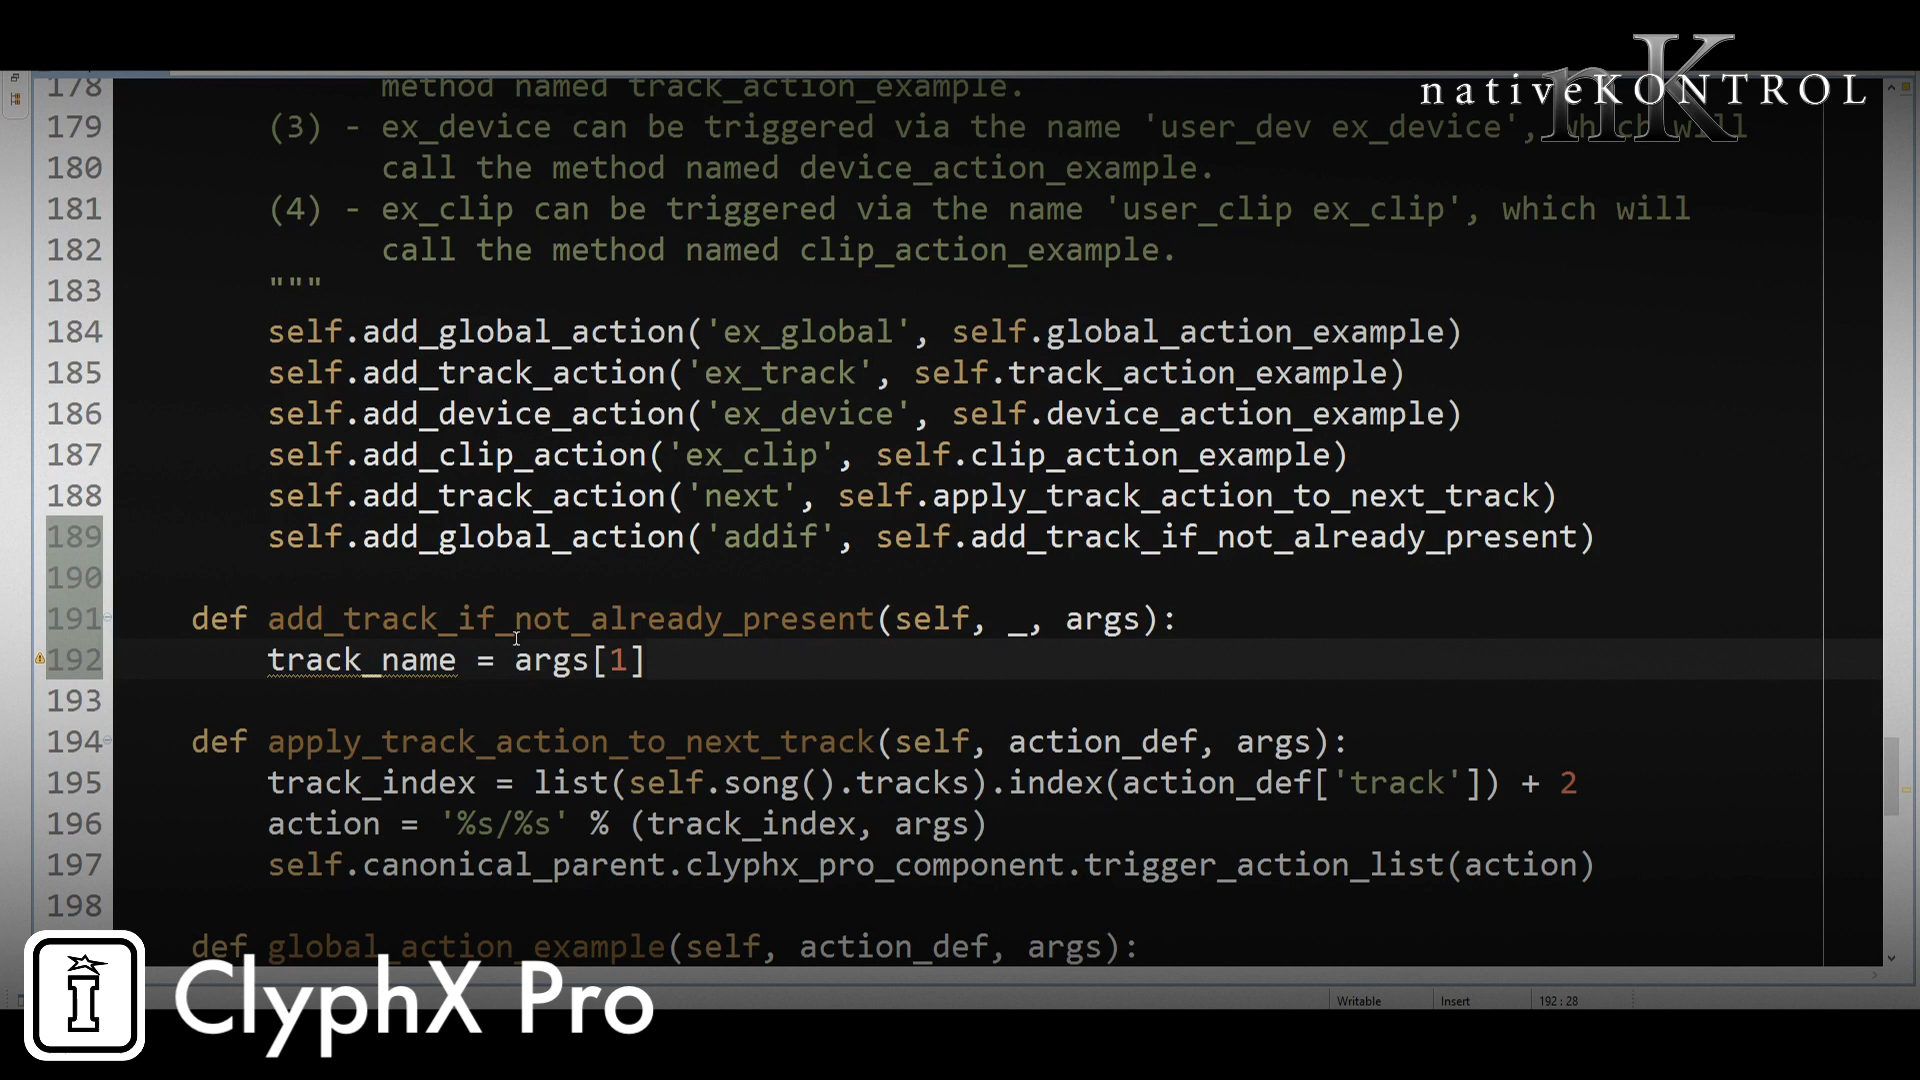 nativeKONTROL
nK
178 method named track_action_example.
179 (3) - ex_device can be triggered via the name 'user_dev ex_device', which will
180 call the method named device_action_example.
181 (4) - ex_clip can be triggered via the name 'user_clip ex_clip', which will
182 call the method named clip_action_example.
183 """
184 self.add_global_action('ex_global', self.global_action_example)
185 self.add_track_action('ex_track', self.track_action_example)
186 self.add_device_action('ex_device', self.device_action_example)
187 self.add_clip_action('ex_clip', self.clip_action_example)
188 self.add_track_action('next', self.apply_track_action_to_next_track)
189 self.add_global_action('addif', self.add_track_if_not_already_present)
190
191 def add_track_if_not_already_present(self, _, args):
192 track_name = args[1]
193
194 def apply_track_action_to_next_track(self, action_def, args):
195 track_index = list(self.song().tracks).index(action_def['track']) + 2
196 action = '%s/%s' % (track_index, args)
197 self.canonical_parent.clyphx_pro_component.trigger_action_list(action)
198
def global_action_example(self, action_def, args):
Writable Insert 192 : 28
ClyphX Pro